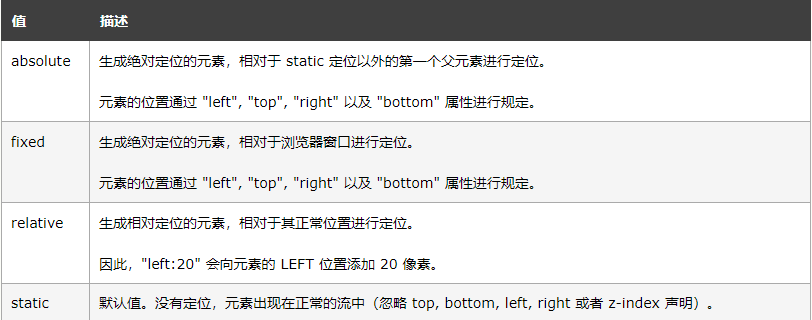 值 描述
absolute 生成绝对定位的元素，相对于 static 定位以外的第一个父元素进行定位。
元素的位置通过 "left", "top", "right" 以及 "bottom" 属性进行规定。
fixed 生成绝对定位的元素，相对于浏览器窗口进行定位。
元素的位置通过 "left", "top", "right" 以及 "bottom" 属性进行规定。
relative 生成相对定位的元素，相对于其正常位置进行定位。
因此，"left:20" 会向元素的 LEFT 位置添加 20 像素。
static 默认值。没有定位，元素出现在正常的流中（忽略 top, bottom, left, right 或者 z-index 声明）。